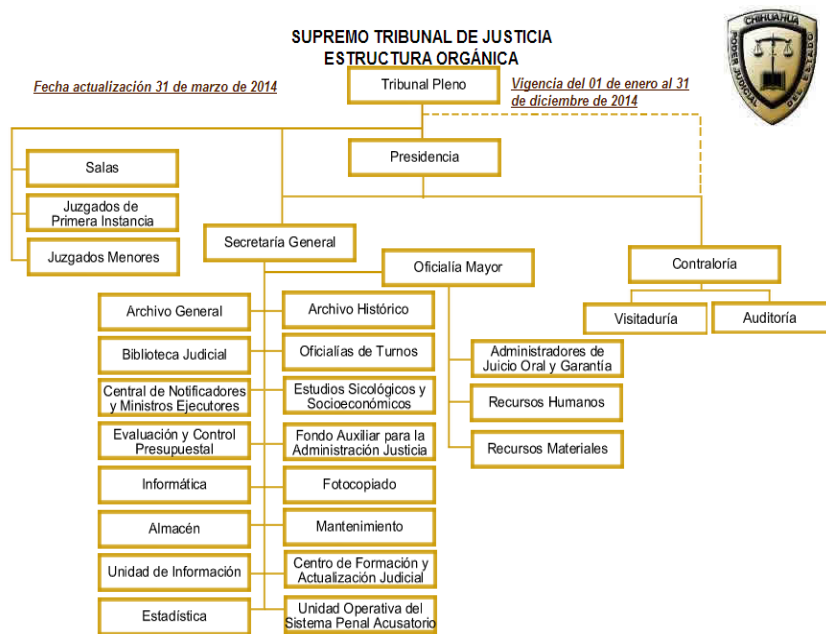 SUPREMO TRIBUNAL DE JUSTICIA
ESTRUCTURA ORGÁNICA
CHIHUAHUA
PODER JUDICIAL
DEL ESTADO
Fecha actualización 31 de marzo de 2014
Tribunal Pleno
Vigencia del 01 de enero al 31
de diciembre de 2014
Presidencia
Salas
Juzgados de
Primera Instancia
Juzgados Menores
Secretaría General
Oficialía Mayor
Contraloría
Visitaduría
Auditoría
Archivo General
Archivo Histórico
Biblioteca Judicial
Oficialías de Turnos
Central de Notificadores
y Ministros Ejecutores
Estudios Sicológicos y
Socioeconómicos
Evaluación y Control
Presupuestal
Fondo Auxiliar para la
Administración Justicia
Informática
Fotocopiado
Almacén
Mantenimiento
Unidad de Información
Centro de Formación y
Actualización Judicial
Estadística
Unidad Operativa del
Sistema Penal Acusatorio
Administradores de
Juicio Oral y Garantía
Recursos Humanos
Recursos Materiales